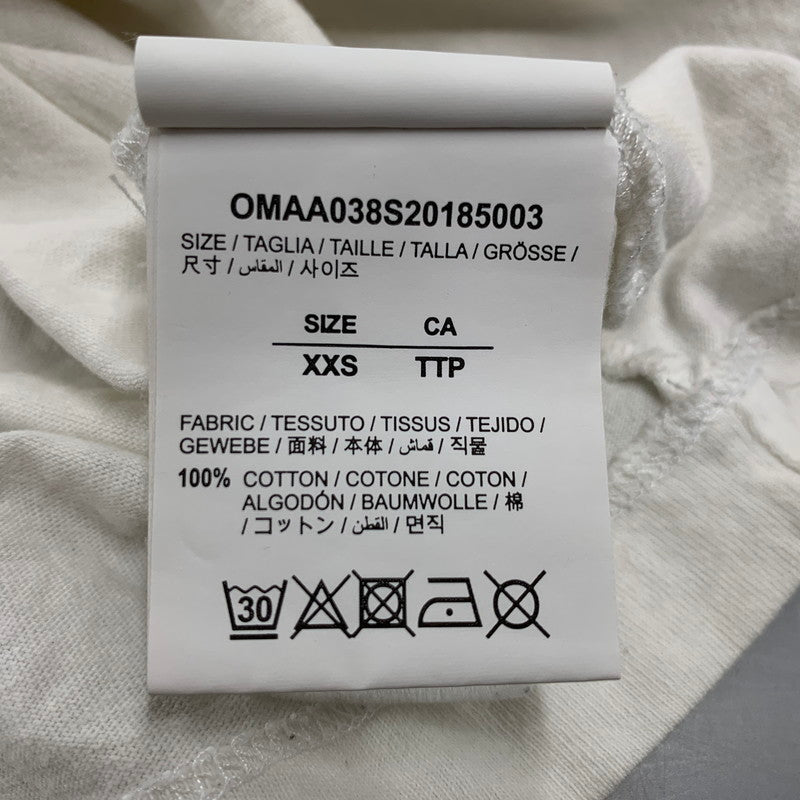 OMAA038S20185003
SIZE / TAGLIA / TAILLE / TALLA / GRÖSSE /
尺寸 / المقاس / 사이즈
SIZE CA
XXS TTP
FABRIC / TESSUTO / TISSUS / TEJIDO /
GEWEBE / 面料 / 本体 / قماش / 직물
100% COTTON / COTONE / COTON /
ALGODÓN / BAUMWOLLE / 棉
/ コットン / القطن / 면직
30